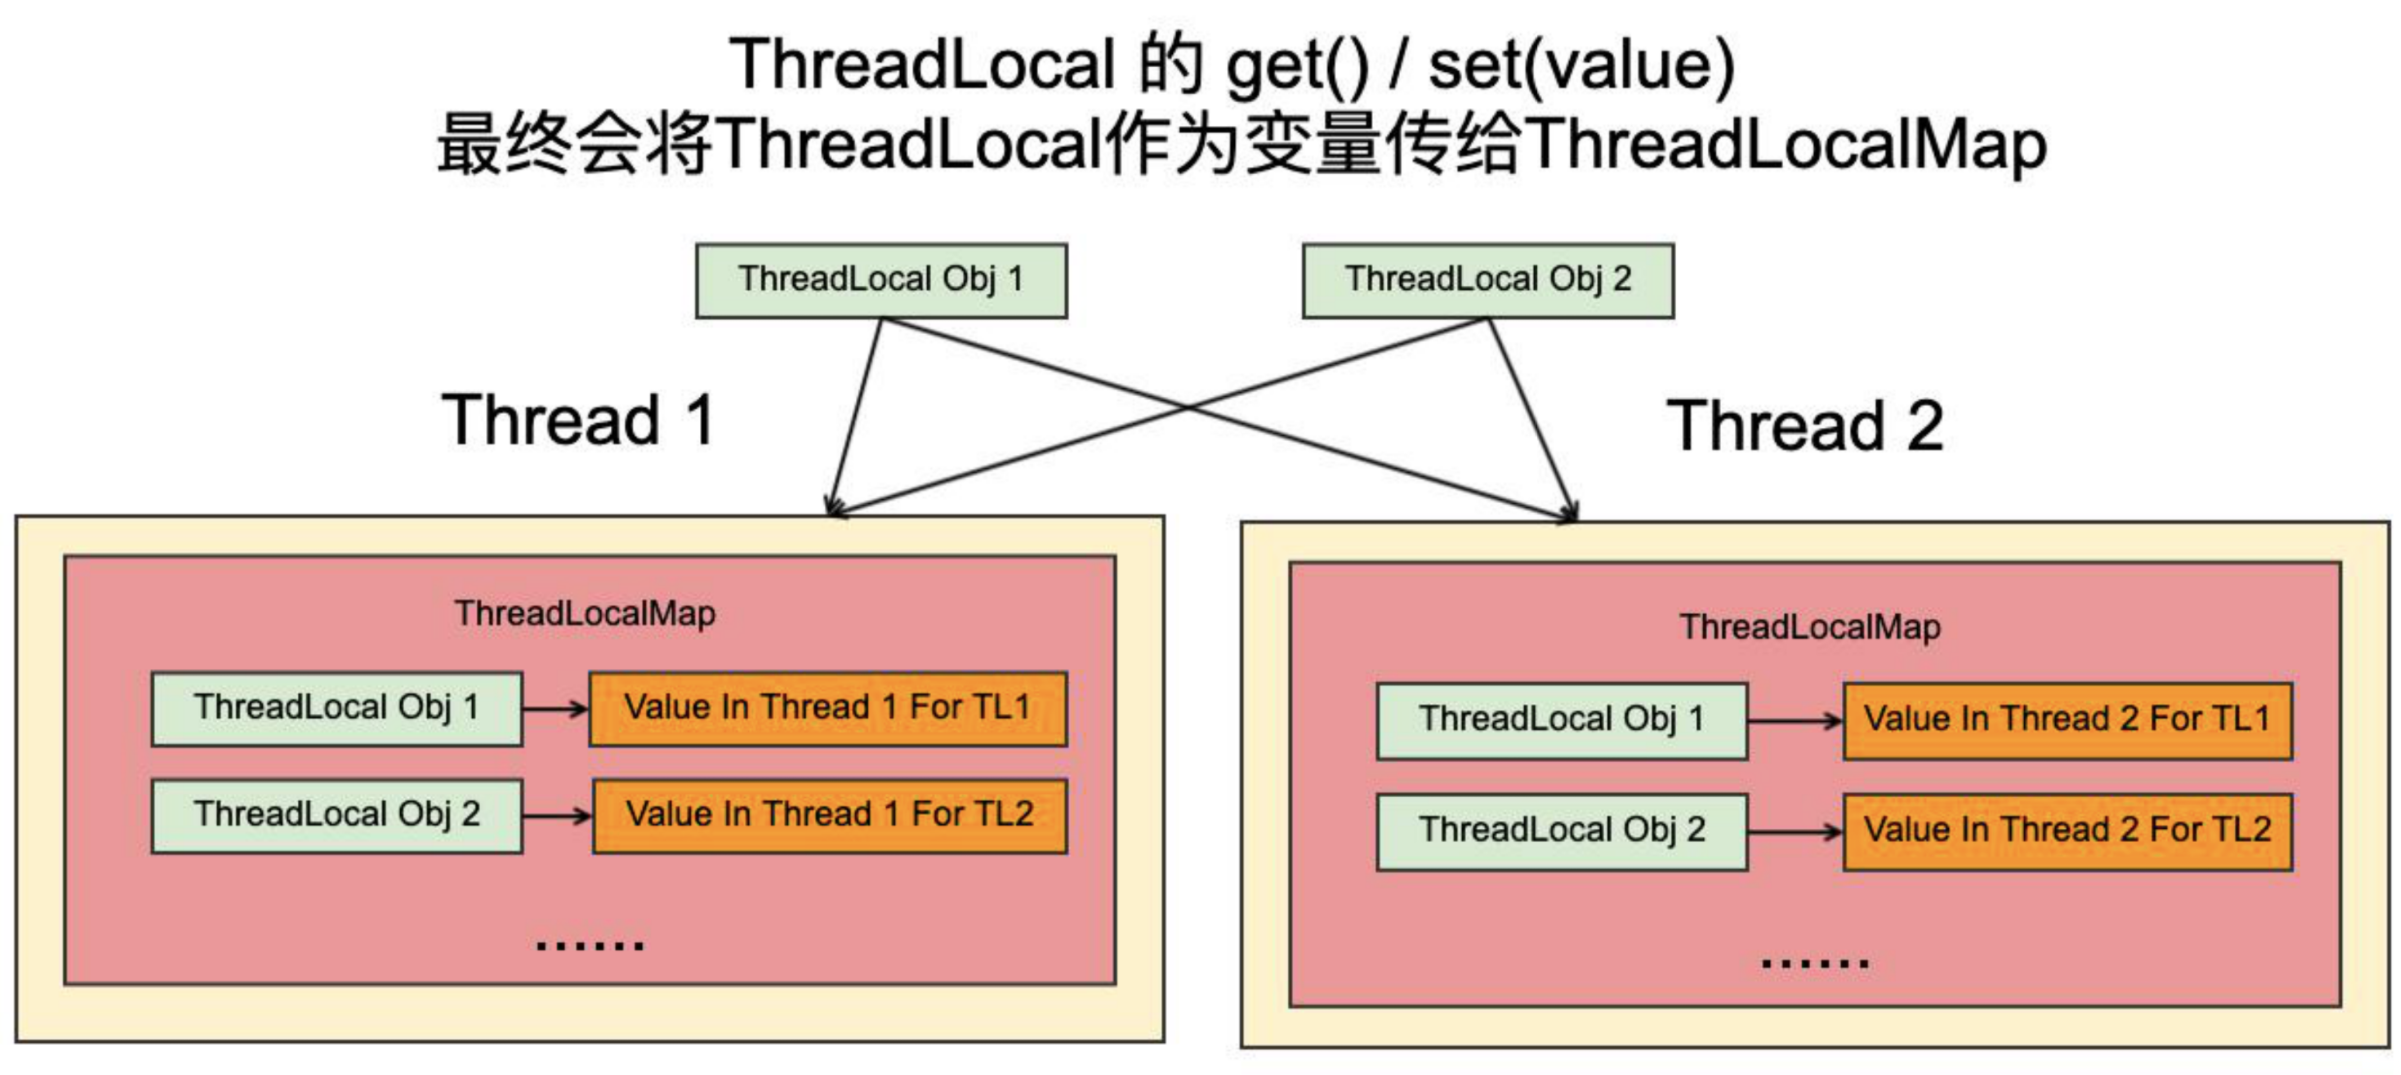 ThreadLocal 的 get() / set(value)
最终会将ThreadLocal作为变量传给ThreadLocalMap
ThreadLocal Obj 1
ThreadLocal Obj 2
Thread 1
Thread 2
ThreadLocalMap
ThreadLocal Obj 1
Value In Thread 1 For TL1
ThreadLocal Obj 2
Value In Thread 1 For TL2
......
ThreadLocalMap
ThreadLocal Obj 1
Value In Thread 2 For TL1
ThreadLocal Obj 2
Value In Thread 2 For TL2
......